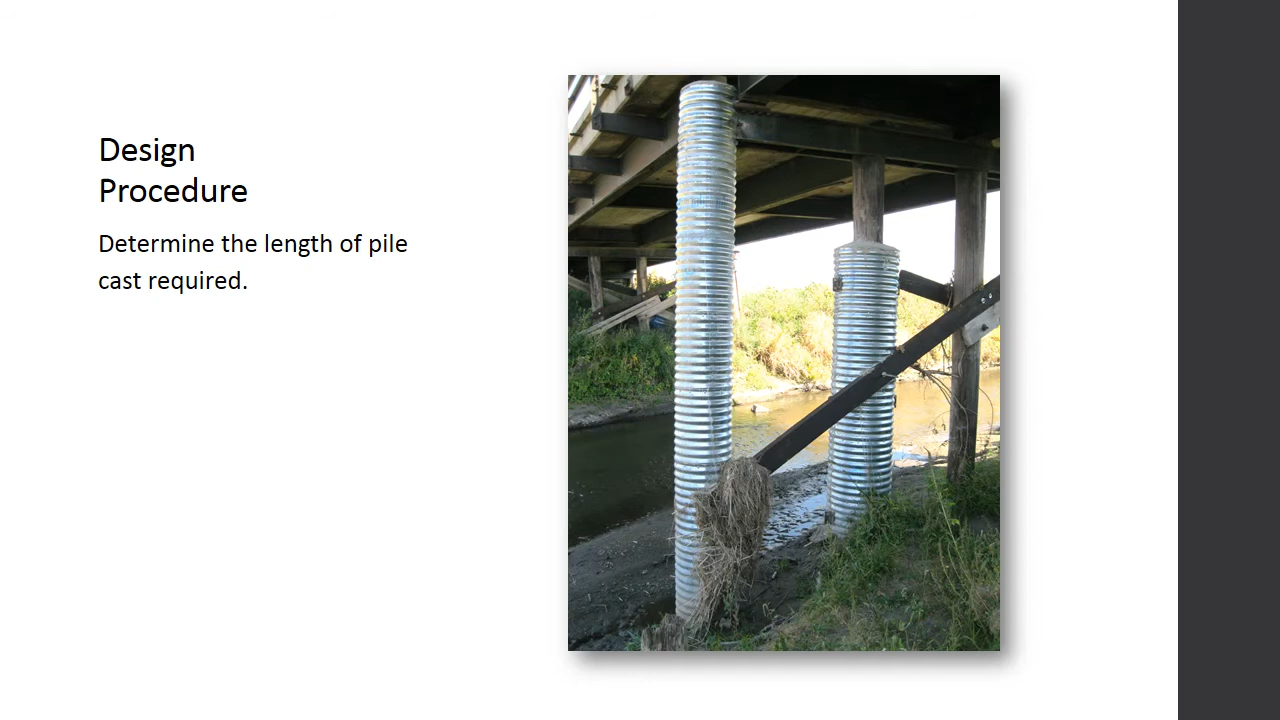 Design
Procedure
Determine the length of pile
cast required.